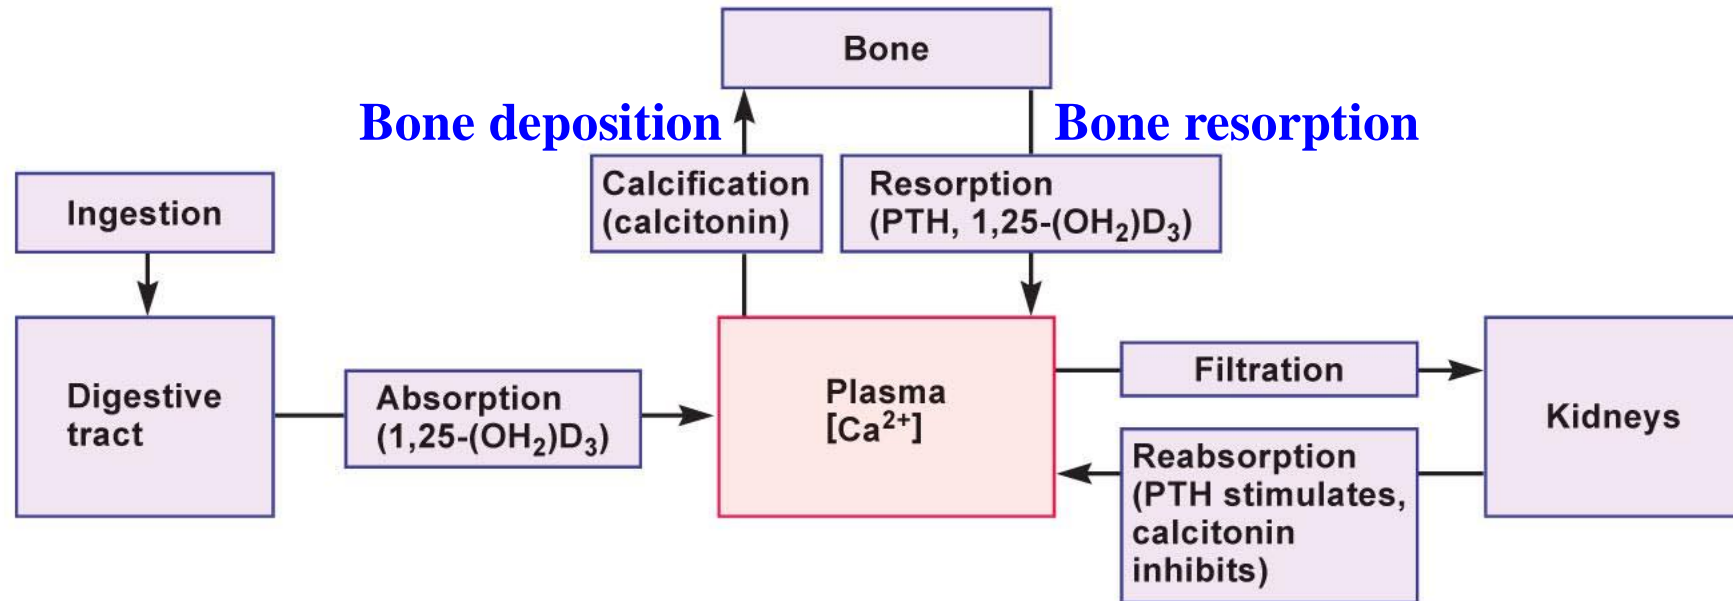 Bone
Bone deposition
Bone resorption
Calcification
(calcitonin)
Resorption
(PTH, 1,25-(OH₂)D₃)
Ingestion
Digestive
tract
Absorption
(1,25-(OH₂)D₃)
Plasma
[Ca²⁺]
Filtration
Kidneys
Reabsorption
(PTH stimulates,
calcitonin
inhibits)